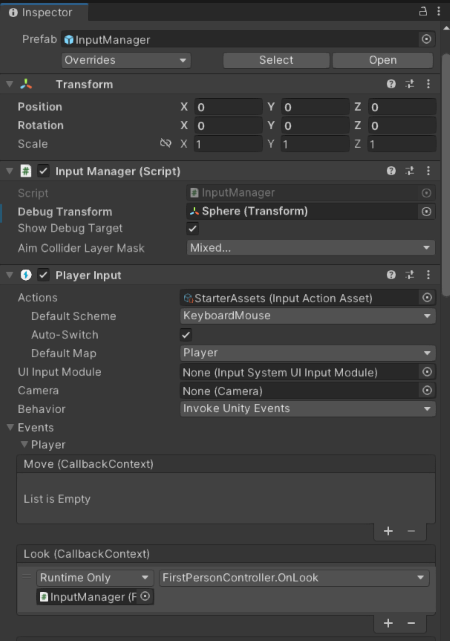 Inspector
Prefab InputManager
Overrides Select Open
Transform
Position X 0 Y 0 Z 0
Rotation X 0 Y 0 Z 0
Scale X 1 Y 1 Z 1
Input Manager (Script)
Script InputManager
Debug Transform Sphere (Transform)
Show Debug Target
Aim Collider Layer Mask Mixed...
Player Input
Actions StarterAssets (Input Action Asset)
Default Scheme KeyboardMouse
Auto-Switch
Default Map Player
UI Input Module None (Input System UI Input Module)
Camera None (Camera)
Behavior Invoke Unity Events
Events
Player
Move (CallbackContext)
List is Empty
+ −
Look (CallbackContext)
Runtime Only FirstPersonController.OnLook
InputManager (F
+ −